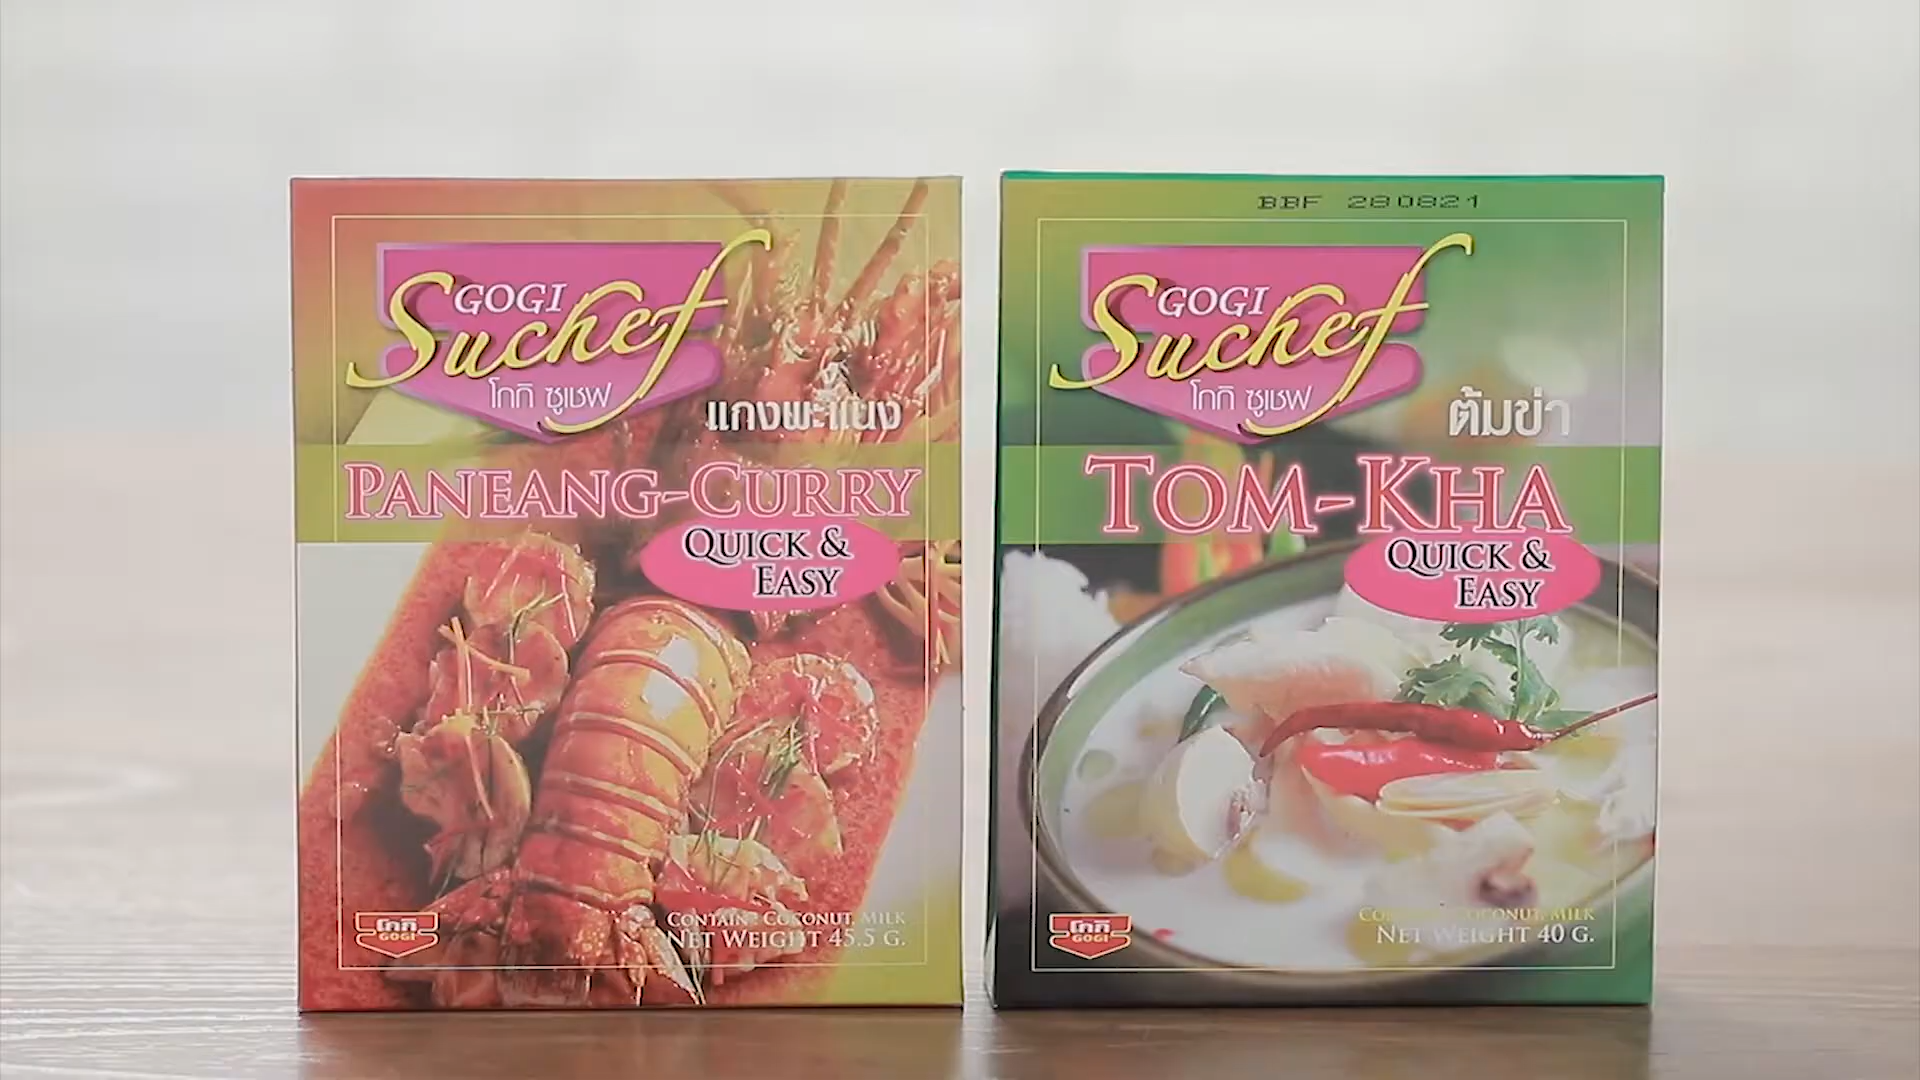 GOGI
Suchef
โกกิ ซูเชฟ
แกงพะแนง
PANEANG-CURRY
QUICK &
EASY
โกกิ
GOGI
CONTAIN: COCONUT MILK
NET WEIGHT 45.5 G.
BBF 280821
GOGI
Suchef
โกกิ ซูเชฟ
ต้มข่า
TOM-KHA
QUICK &
EASY
โกกิ
GOGI
CONTAIN: COCONUT MILK
NET WEIGHT 40 G.